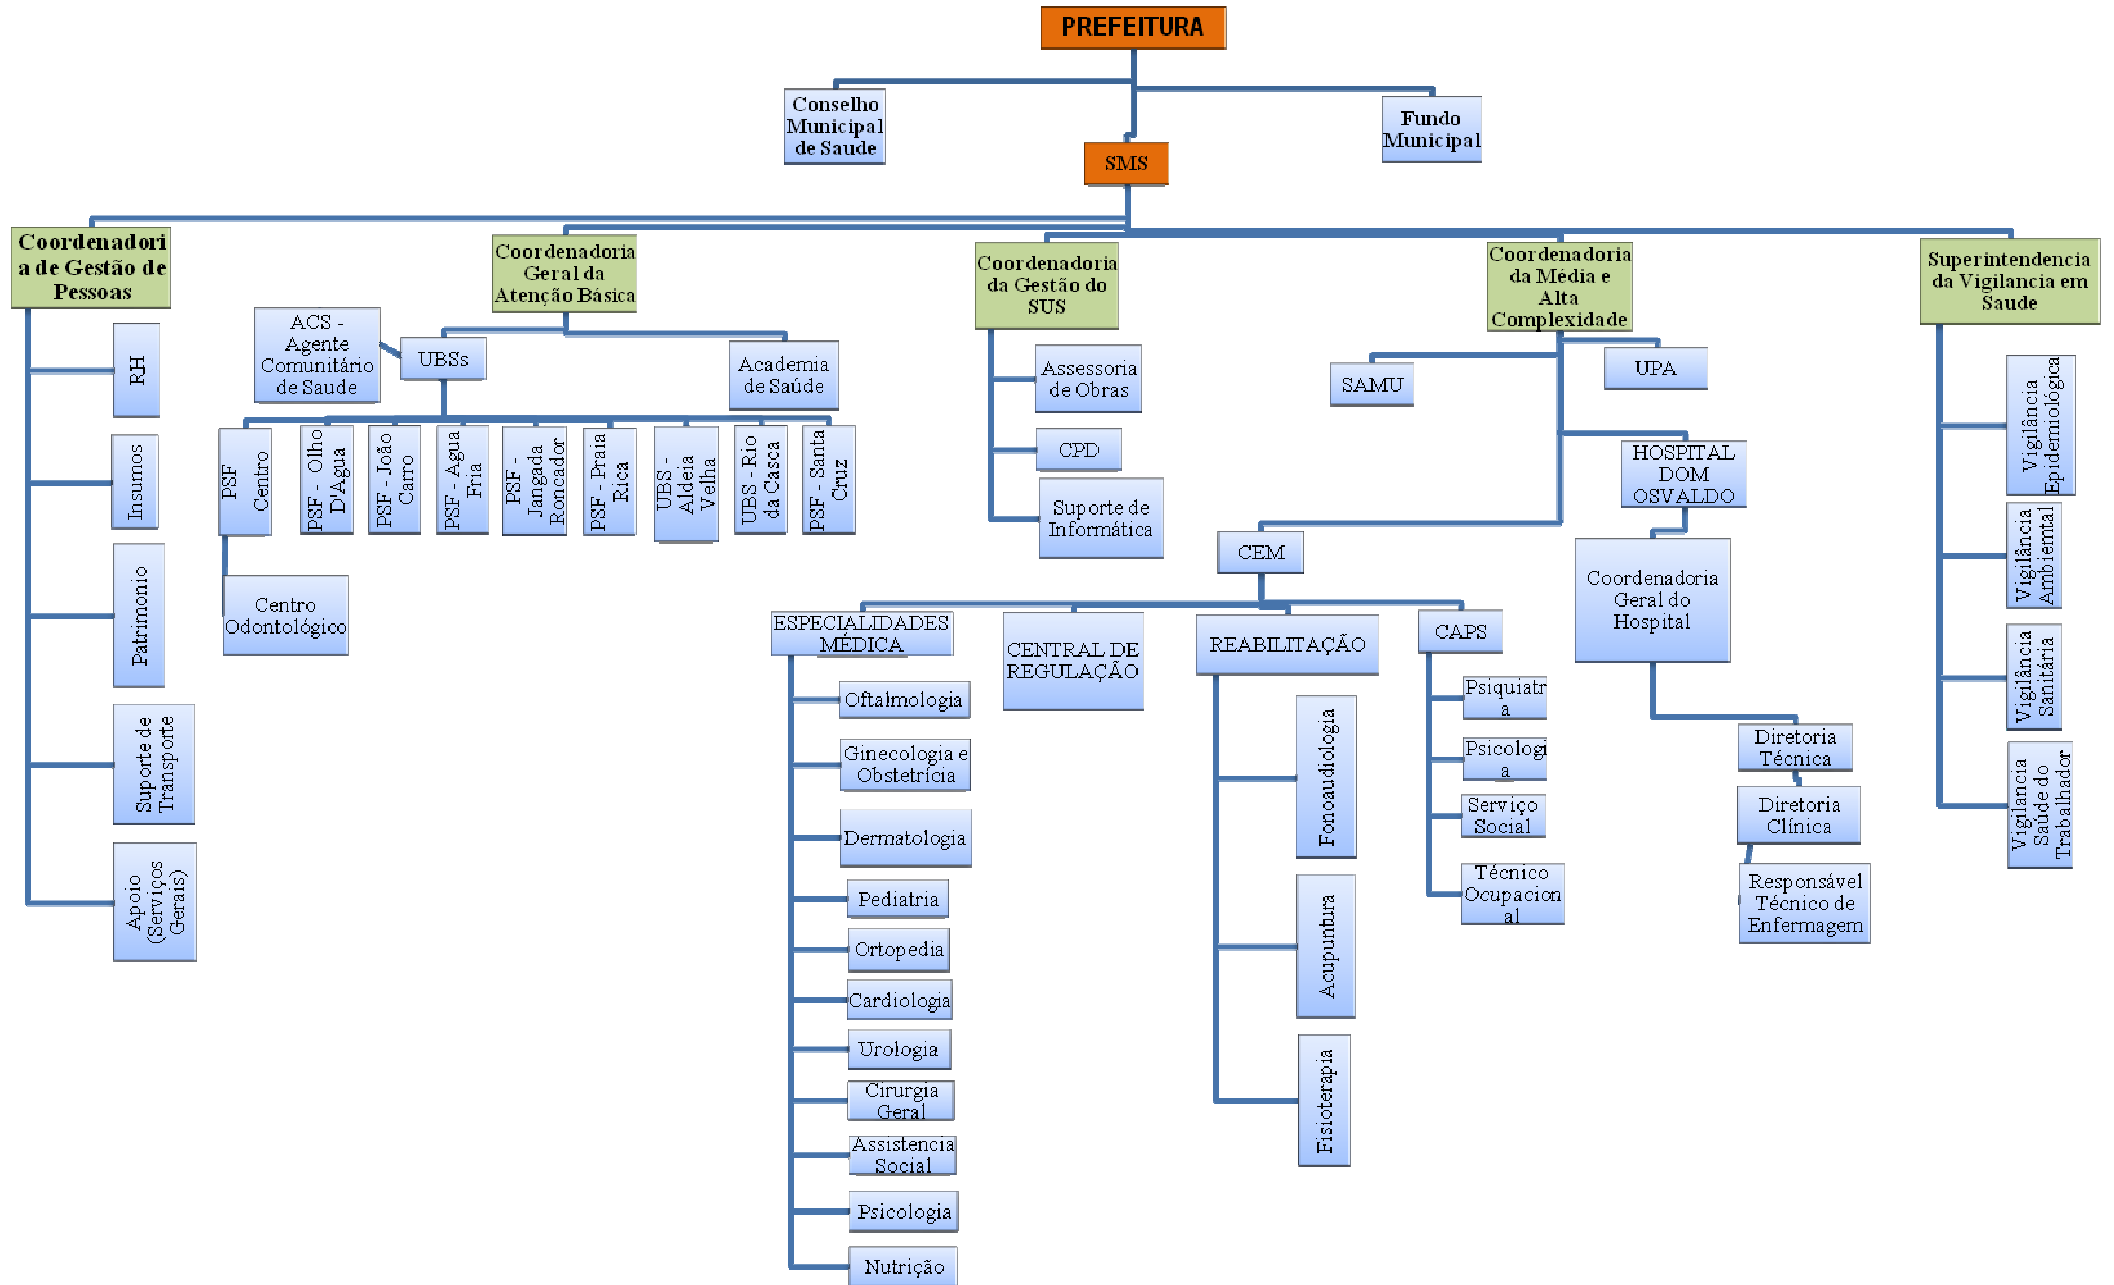 PREFEITURA
Conselho
Municipal
de Saude
Fundo
Municipal
SMS
Coordenadori
a de Gestão de
Pessoas
RH
Insumos
Patrimonio
Suporte de
Transporte
Apoio
(Serviços
Gerais)
Coordenadoria
Geral da
Atenção Básica
ACS -
Agente
Comunitário
de Saude
UBSs
Academia
de Saúde
PSF
Centro
PSF - Olho
D'Agua
PSF - João
Carro
PSF - Agua
Fria
PSF -
Jangada
Roncador
PSF - Praia
Rica
UBS -
Aldeia
Velha
UBS - Rio
da Casca
PSF - Santa
Cruz
Centro
Odontológico
Coordenadoria
da Gestão do
SUS
Assessoria
de Obras
CPD
Suporte de
Informática
Coordenadoria
da Média e
Alta
Complexidade
SAMU
UPA
HOSPITAL
DOM
OSVALDO
Coordenadoria
Geral do
Hospital
Diretoria
Técnica
Diretoria
Clínica
Responsável
Técnico de
Enfermagem
CEM
ESPECIALIDADES
MÉDICA
Oftalmologia
Ginecologia e
Obstetrícia
Dermatologia
Pediatria
Ortopedia
Cardiologia
Urologia
Cirurgia
Geral
Assistencia
Social
Psicologia
Nutrição
CENTRAL DE
REGULAÇÃO
REABILITAÇÃO
Fonoaudiologia
Acupuntura
Fisioterapia
CAPS
Psiquiatr
a
Psicologi
a
Serviço
Social
Técnico
Ocupacion
al
Superintendencia
da Vigilancia em
Saude
Vigilância
Epidemiológica
Vigilância
Ambiemtal
Vigilância
Sanitária
Vigilancia
Saúde do
Trabalhador